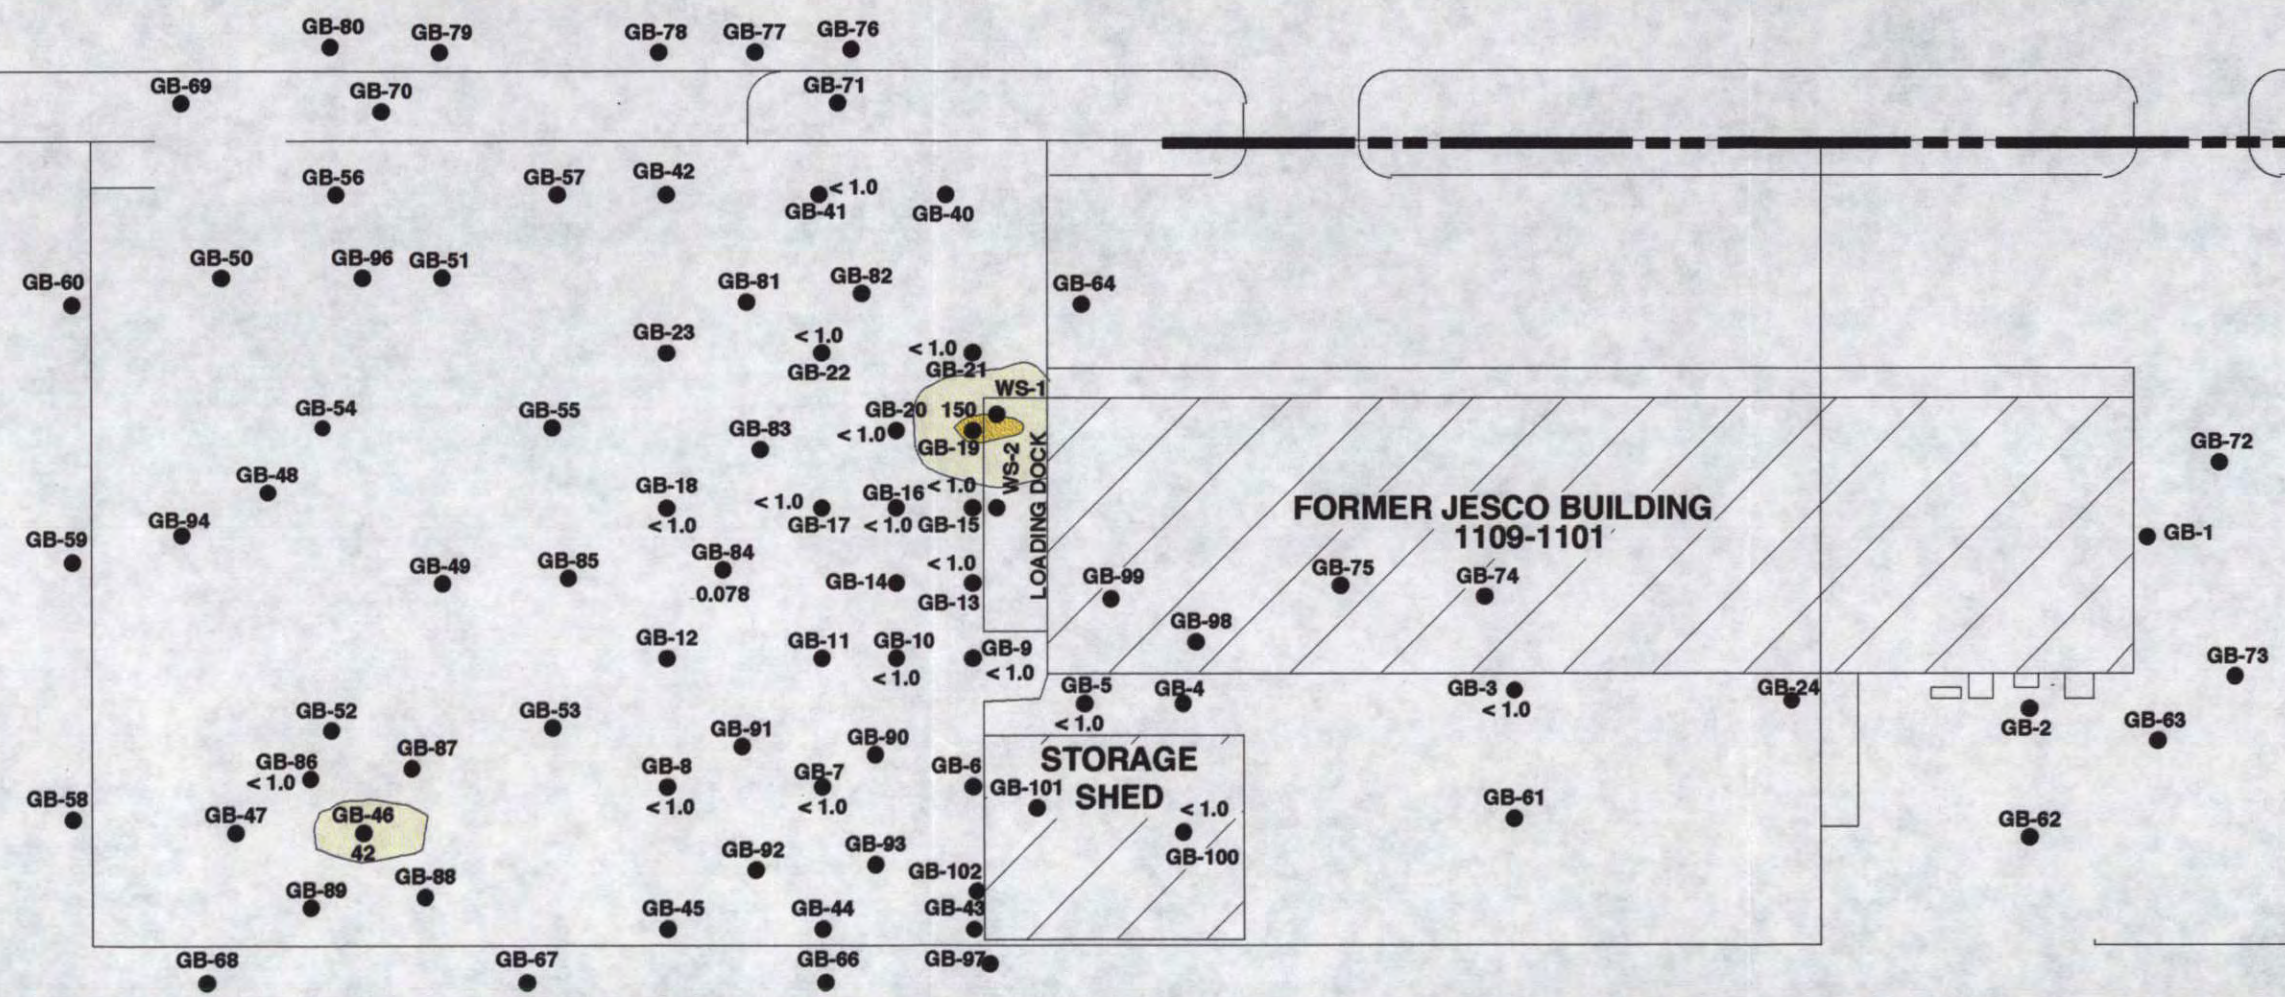 GB-80
GB-79
GB-78
GB-77
GB-76
GB-69
GB-70
GB-71
GB-56
GB-57
GB-42
< 1.0
GB-41
GB-40
GB-60
GB-50
GB-96
GB-51
GB-81
GB-82
GB-64
GB-23
< 1.0
GB-22
< 1.0
GB-21
WS-1
GB-54
GB-55
GB-83
GB-20
150
< 1.0
GB-19
WS-2
LOADING DOCK
GB-72
GB-48
GB-94
GB-59
GB-18
< 1.0
< 1.0
GB-17
GB-16
< 1.0
< 1.0
GB-15
FORMER JESCO BUILDING
1109-1101
GB-1
GB-49
GB-85
GB-84
0.078
GB-14
< 1.0
GB-13
GB-99
GB-75
GB-74
GB-98
GB-12
GB-11
GB-10
< 1.0
GB-9
< 1.0
GB-73
GB-5
< 1.0
GB-4
GB-3
< 1.0
GB-24
GB-2
GB-63
GB-52
GB-53
GB-91
GB-90
GB-86
< 1.0
GB-87
GB-8
< 1.0
GB-7
< 1.0
GB-6
STORAGE
SHED
GB-101
< 1.0
GB-100
GB-61
GB-62
GB-58
GB-47
GB-46
42
GB-92
GB-93
GB-102
GB-89
GB-88
GB-45
GB-44
GB-43
GB-68
GB-67
GB-66
GB-97